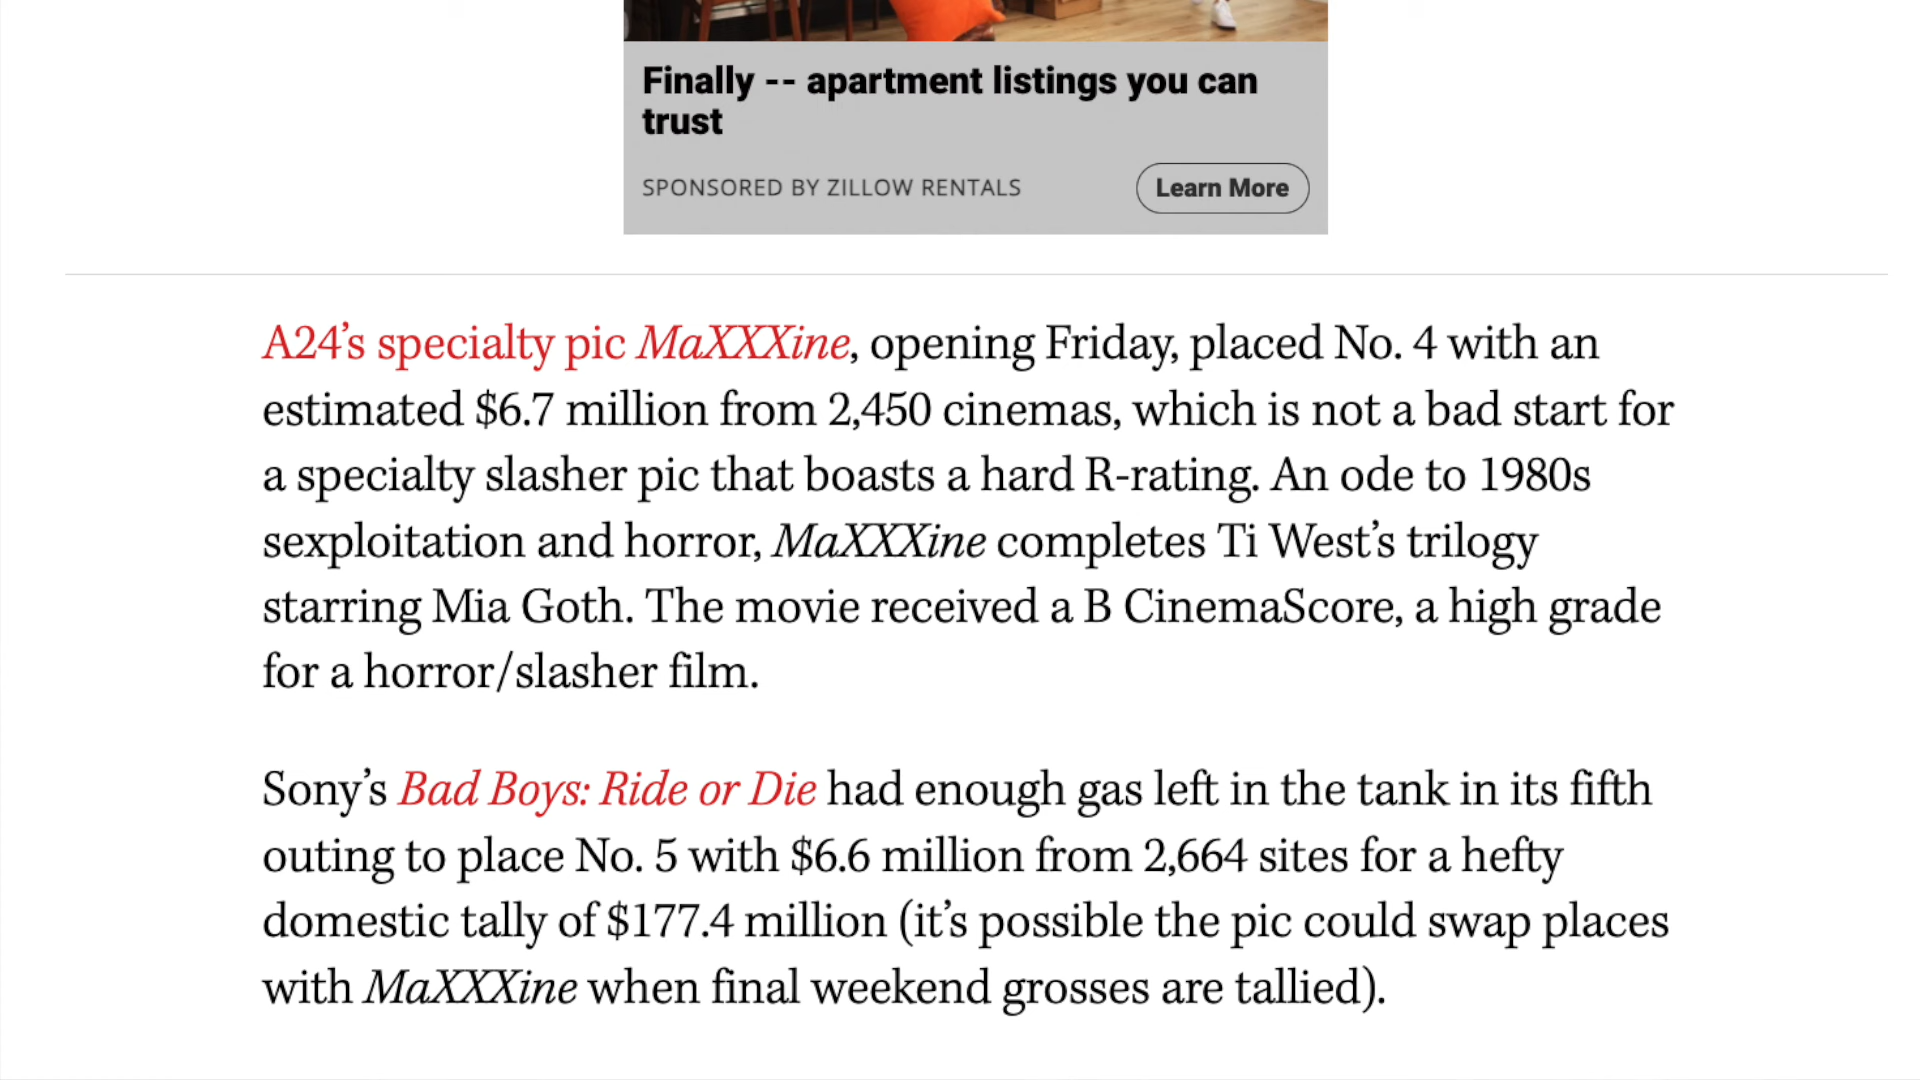 Finally -- apartment listings you can
trust
SPONSORED BY ZILLOW RENTALS
Learn More
A24’s specialty pic MaXXXine, opening Friday, placed No. 4 with an
estimated $6.7 million from 2,450 cinemas, which is not a bad start for
a specialty slasher pic that boasts a hard R-rating. An ode to 1980s
sexploitation and horror, MaXXXine completes Ti West’s trilogy
starring Mia Goth. The movie received a B CinemaScore, a high grade
for a horror/slasher film.
Sony’s Bad Boys: Ride or Die had enough gas left in the tank in its fifth
outing to place No. 5 with $6.6 million from 2,664 sites for a hefty
domestic tally of $177.4 million (it’s possible the pic could swap places
with MaXXXine when final weekend grosses are tallied).